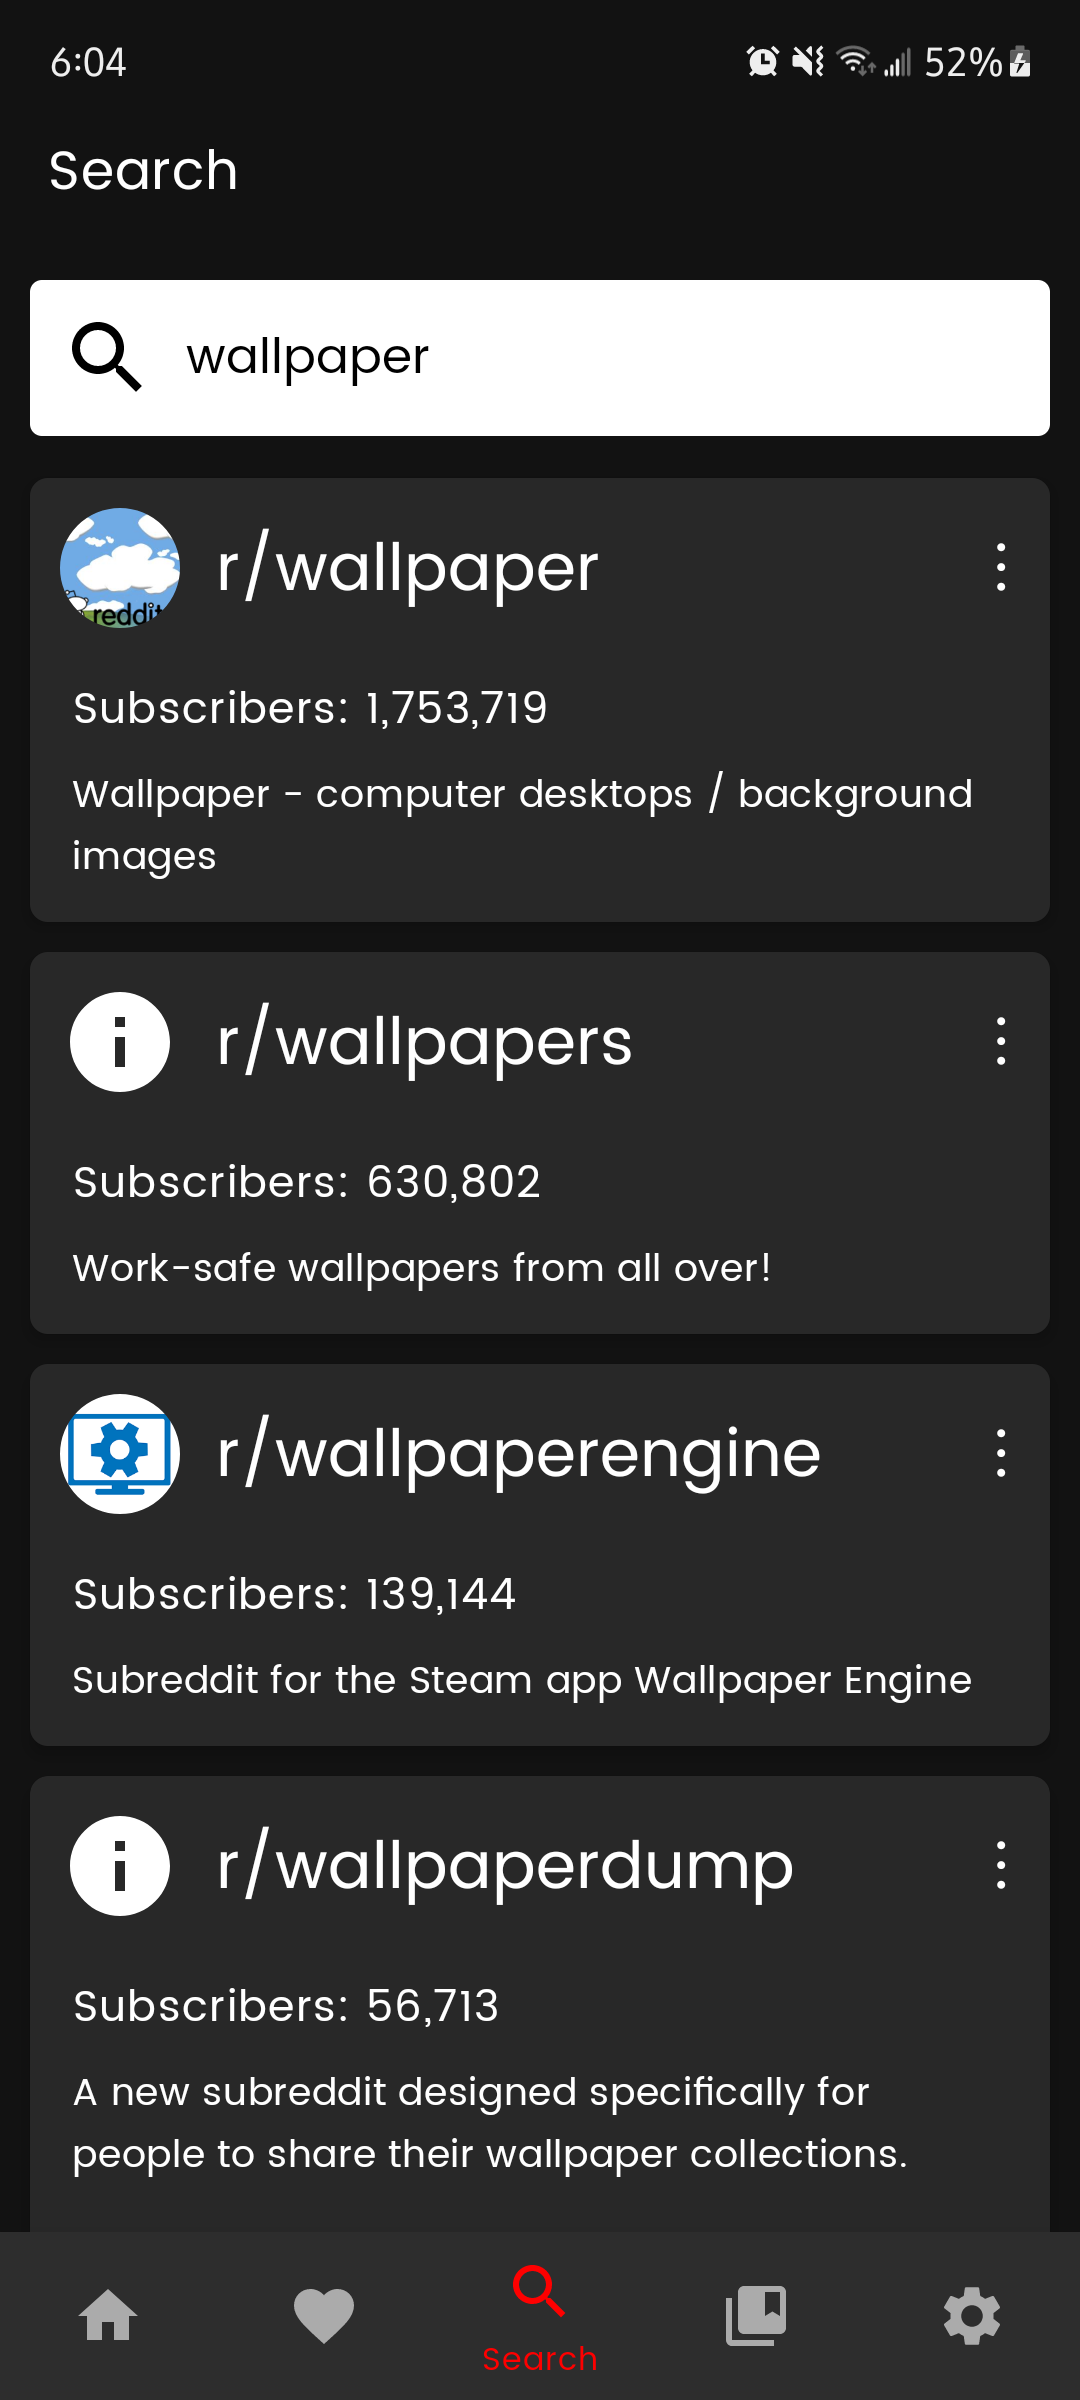 6:04
52%
Search
wallpaper
reddit
r/wallpaper
Subscribers: 1,753,719
Wallpaper - computer desktops / background
images
r/wallpapers
Subscribers: 630,802
Work-safe wallpapers from all over!
r/wallpaperengine
Subscribers: 139,144
Subreddit for the Steam app Wallpaper Engine
r/wallpaperdump
Subscribers: 56,713
A new subreddit designed specifically for
people to share their wallpaper collections.
Search